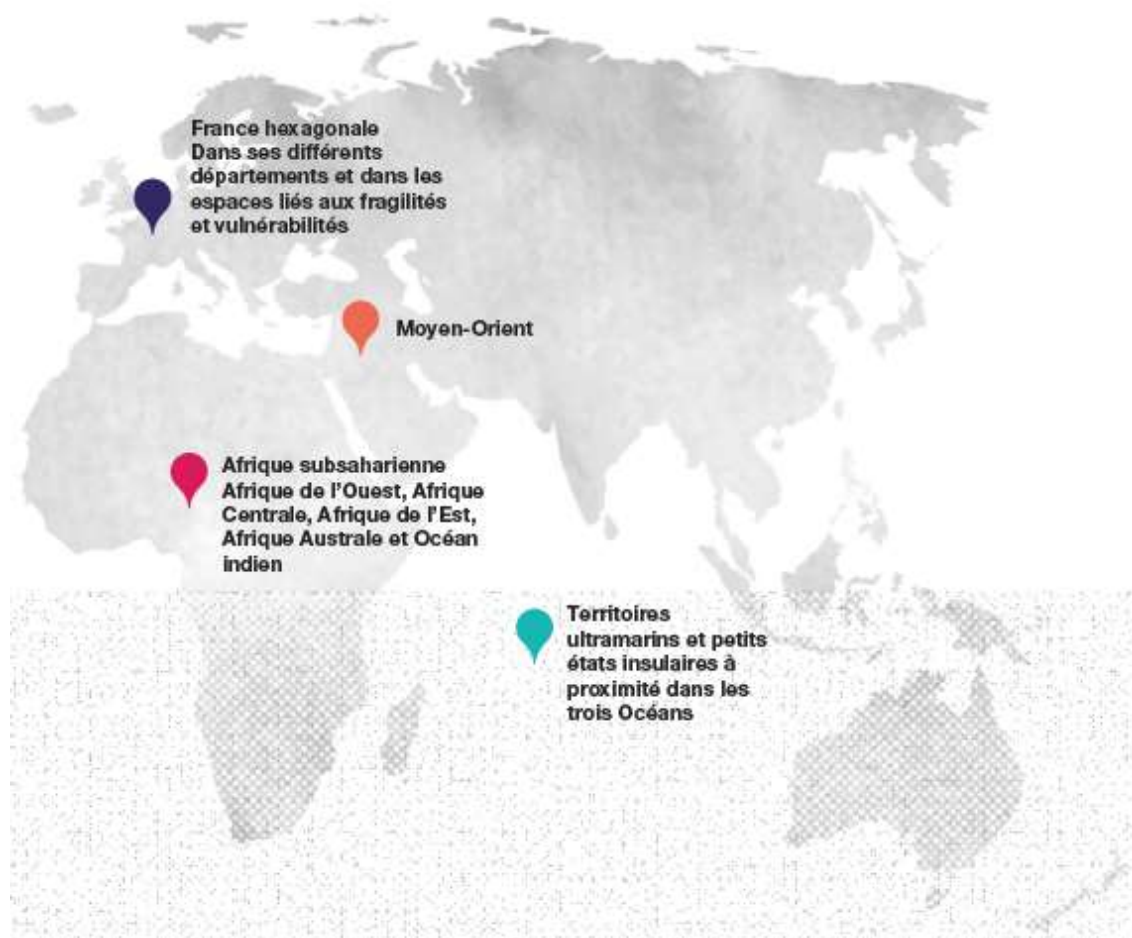 France hexagonale
Dans ses différents
départements et dans les
espaces liés aux fragilités
et vulnérabilités
Moyen-Orient
Afrique subsaharienne
Afrique de l'Ouest, Afrique
Centrale, Afrique de l'Est,
Afrique Australe et Océan
indien
Territoires
ultramarins et petits
états insulaires à
proximité dans les
trois Océans